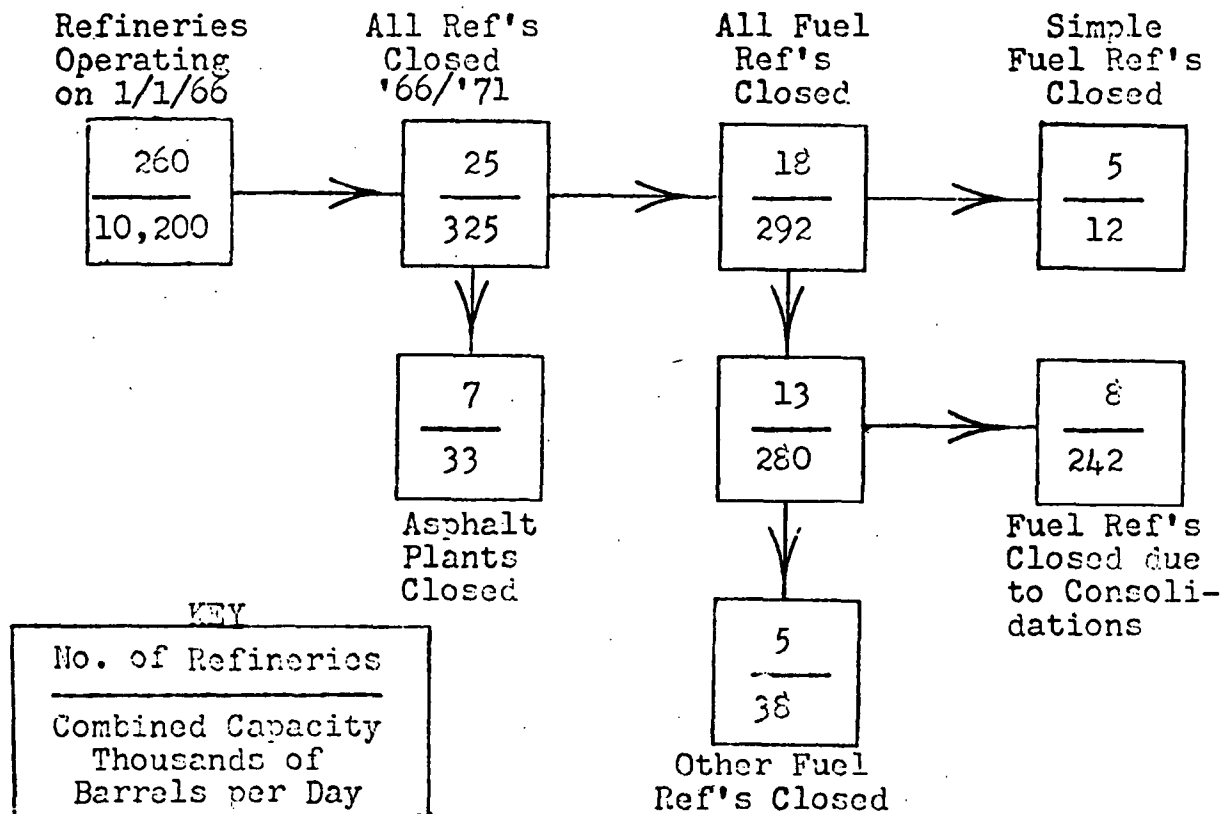 Refineries
Operating
on 1/1/66
All Ref's
Closed
'66/'71
All Fuel
Ref's
Closed
Simple
Fuel Ref's
Closed
260
10,200
25
325
18
292
5
12
7
33
Asphalt
Plants
Closed
13
280
8
242
Fuel Ref's
Closed due
to Consoli-
dations
5
38
Other Fuel
Ref's Closed
KEY
No. of Refineries
Combined Capacity
Thousands of
Barrels per Day